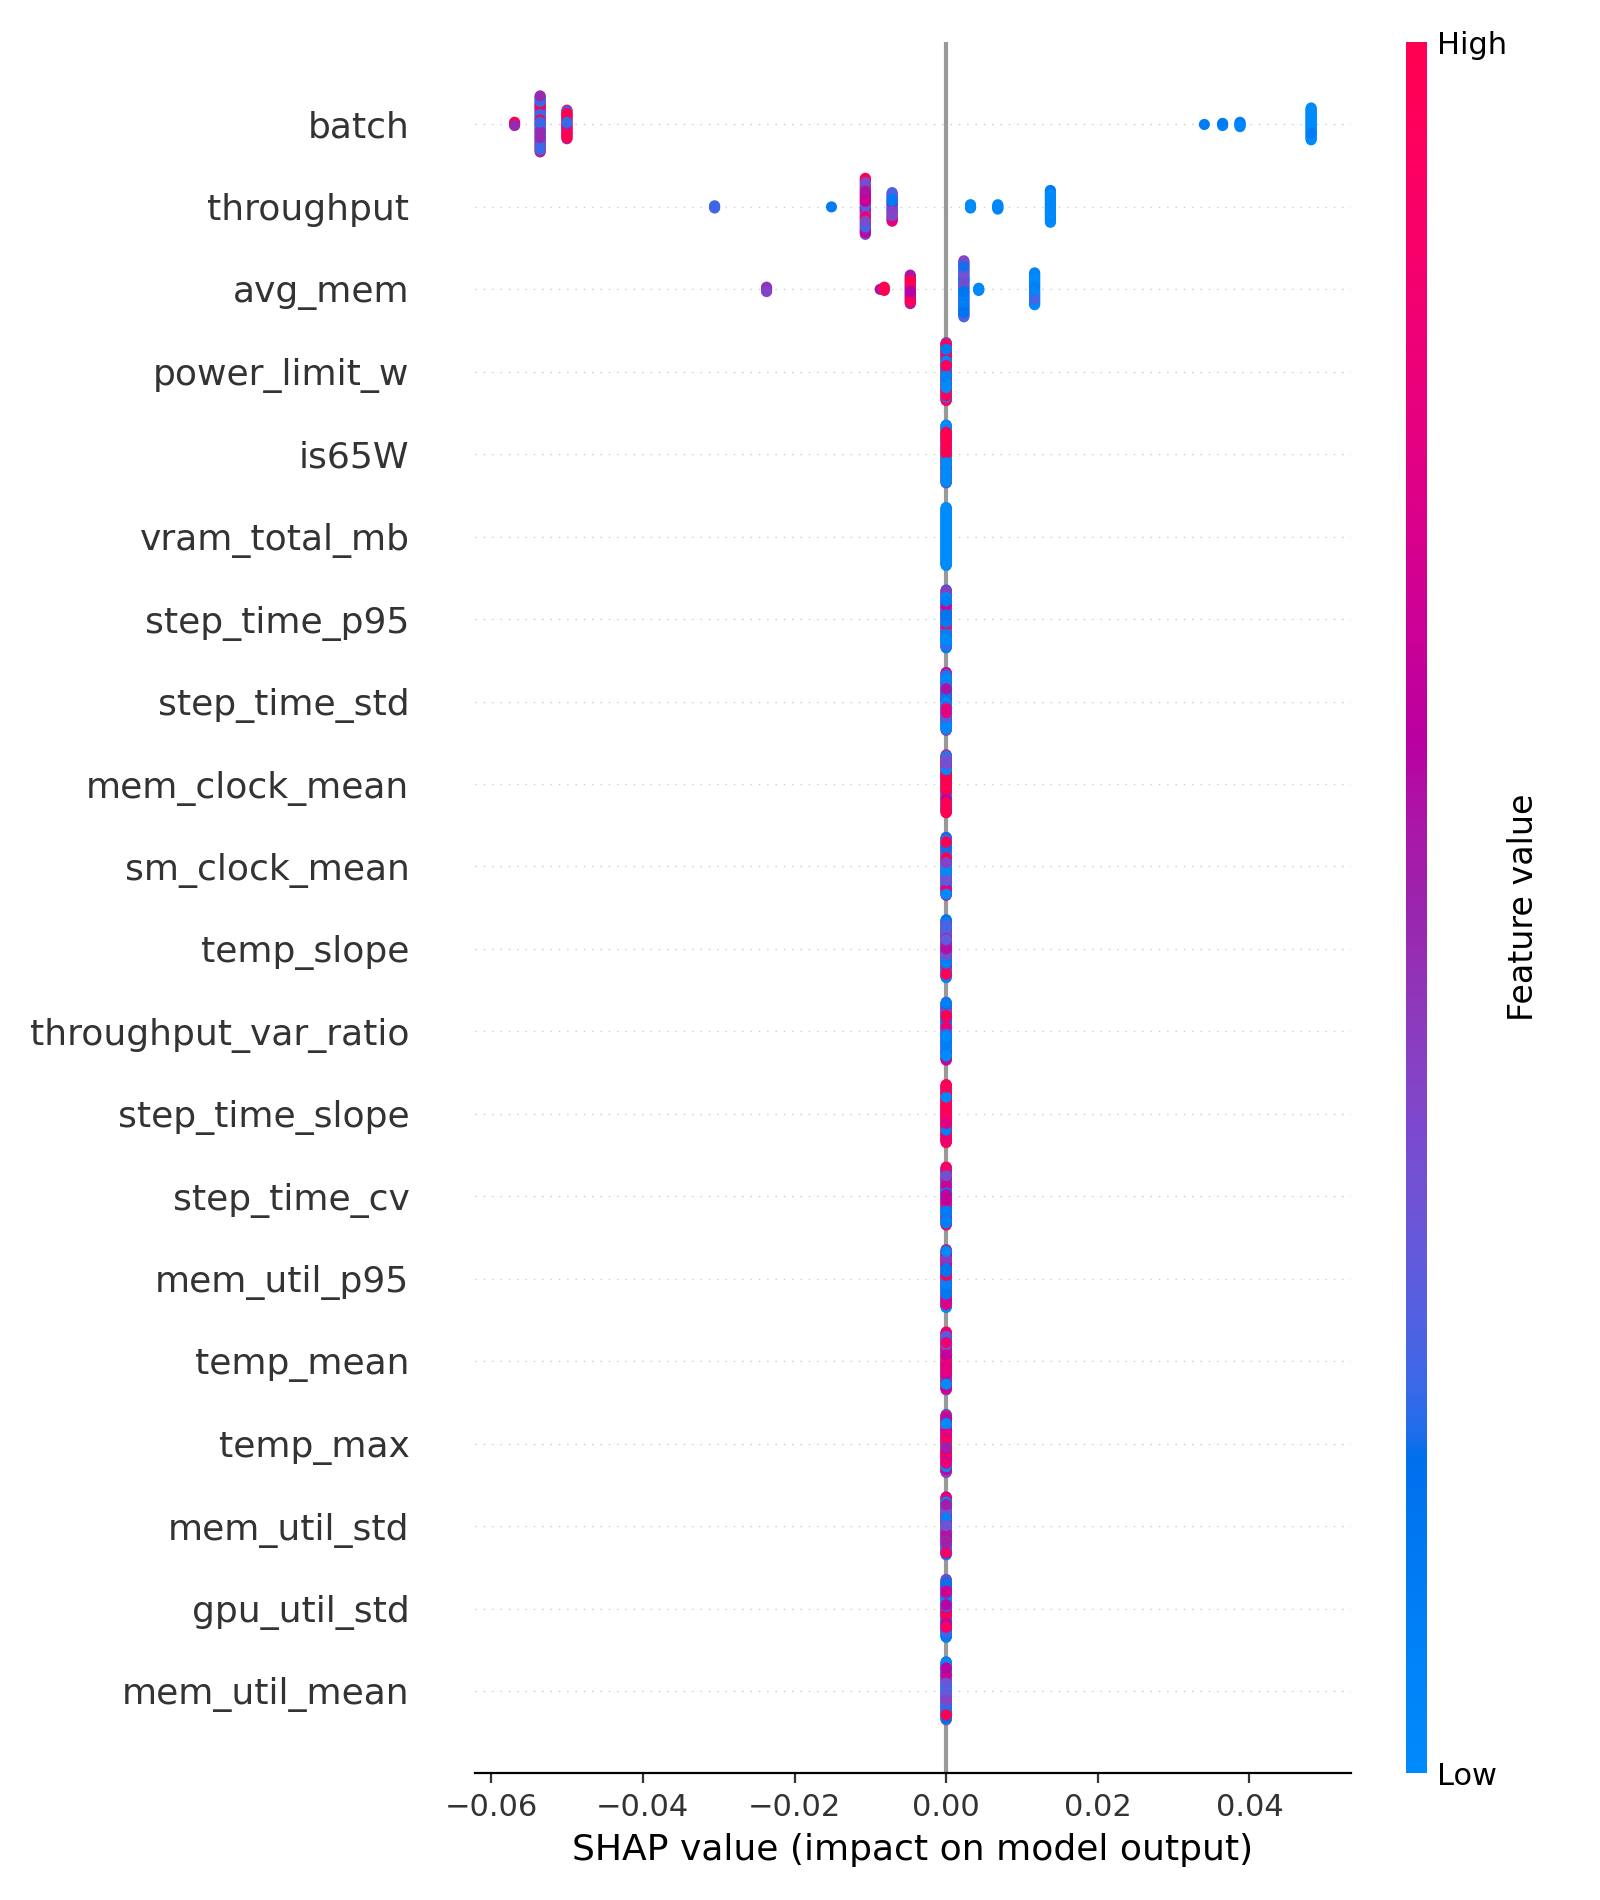 High
batch
throughput
avg_mem
power_limit_w
is65W
vram_total_mb
step_time_p95
step_time_std
mem_clock_mean
sm_clock_mean
temp_slope
throughput_var_ratio
step_time_slope
step_time_cv
mem_util_p95
temp_mean
temp_max
mem_util_std
gpu_util_std
mem_util_mean
Feature value
Low
−0.06 −0.04 −0.02 0.00 0.02 0.04
SHAP value (impact on model output)